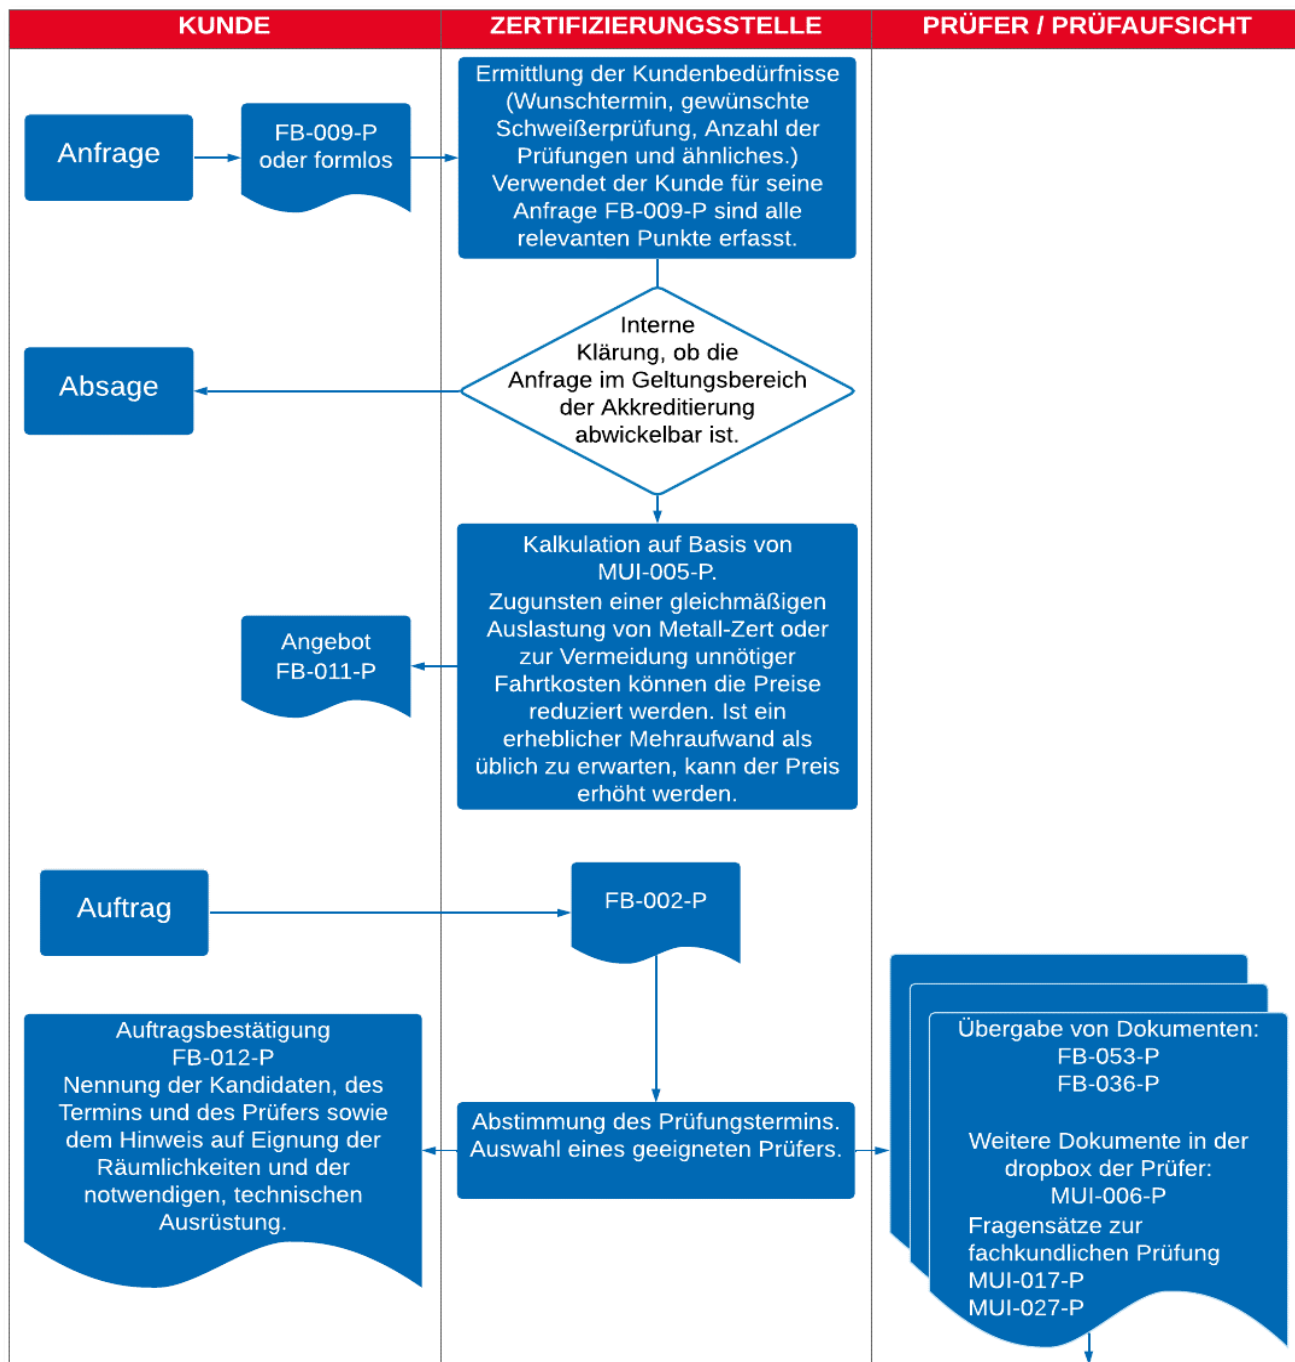 KUNDE
ZERTIFIZIERUNGSSTELLE
PRÜFER / PRÜFAUFSICHT
Anfrage
FB-009-P
oder formlos
Ermittlung der Kundenbedürfnisse
(Wunschtermin, gewünschte
Schweißerprüfung, Anzahl der
Prüfungen und ähnliches.)
Verwendet der Kunde für seine
Anfrage FB-009-P sind alle
relevanten Punkte erfasst.
Interne
Klärung, ob die
Anfrage im Geltungsbereich
der Akkreditierung
abwickelbar ist.
Absage
Kalkulation auf Basis von
MUI-005-P.
Zugunsten einer gleichmäßigen
Auslastung von Metall-Zert oder
zur Vermeidung unnötiger
Fahrtkosten können die Preise
reduziert werden. Ist ein
erheblicher Mehraufwand als
üblich zu erwarten, kann der Preis
erhöht werden.
Angebot
FB-011-P
Auftrag
FB-002-P
Auftragsbestätigung
FB-012-P
Nennung der Kandidaten, des
Termins und des Prüfers sowie
dem Hinweis auf Eignung der
Räumlichkeiten und der
notwendigen, technischen
Ausrüstung.
Abstimmung des Prüfungstermins.
Auswahl eines geeigneten Prüfers.
Übergabe von Dokumenten:
FB-053-P
FB-036-P
Weitere Dokumente in der
dropbox der Prüfer:
MUI-006-P
Fragensätze zur
fachkundlichen Prüfung
MUI-017-P
MUI-027-P